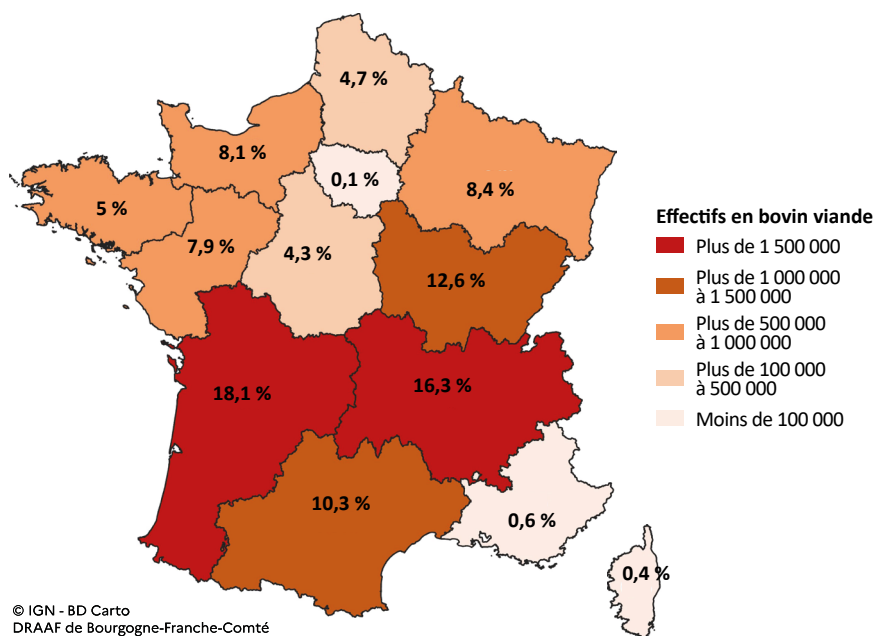 4,7 %
8,1 %
0,1 %
8,4 %
5 %
7,9 %
4,3 %
12,6 %
18,1 %
16,3 %
10,3 %
0,6 %
0,4 %
Effectifs en bovin viande
Plus de 1 500 000
Plus de 1 000 000
à 1 500 000
Plus de 500 000
à 1 000 000
Plus de 100 000
à 500 000
Moins de 100 000
© IGN - BD Carto
DRAAF de Bourgogne-Franche-Comté